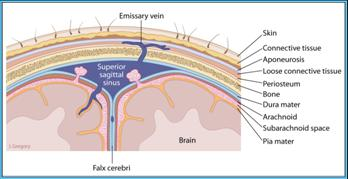 Emissary vein
Skin
Connective tissue
Aponeurosis
Loose connective tissue
Periosteum
Bone
Dura mater
Arachnoid
Subarachnoid space
Pia mater
Superior
sagittal
sinus
Brain
Falx cerebri
J.Gregory